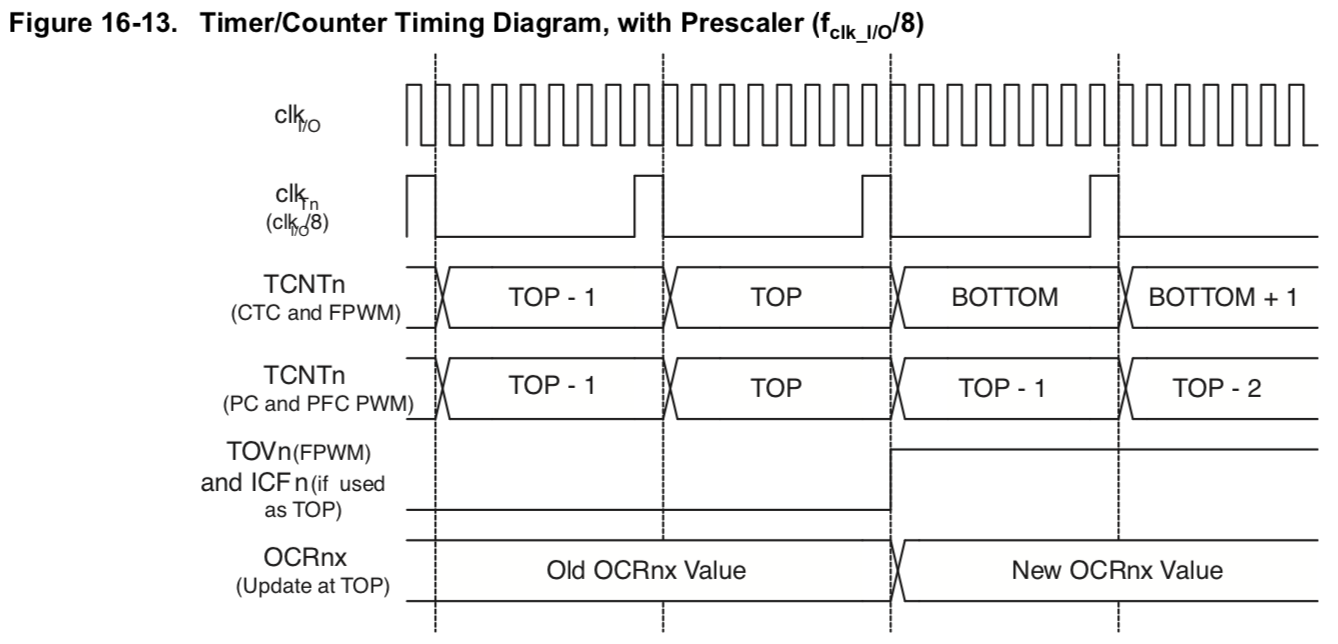 Figure 16-13. Timer/Counter Timing Diagram, with Prescaler (fclk_I/O/8)
clkI/O
clkTn
(clkI/O/8)
TCNTn
(CTC and FPWM)
TOP - 1
TOP
BOTTOM
BOTTOM + 1
TCNTn
(PC and PFC PWM)
TOP - 1
TOP
TOP - 1
TOP - 2
TOVn(FPWM)
and ICFn(if used
as TOP)
OCRnx
(Update at TOP)
Old OCRnx Value
New OCRnx Value